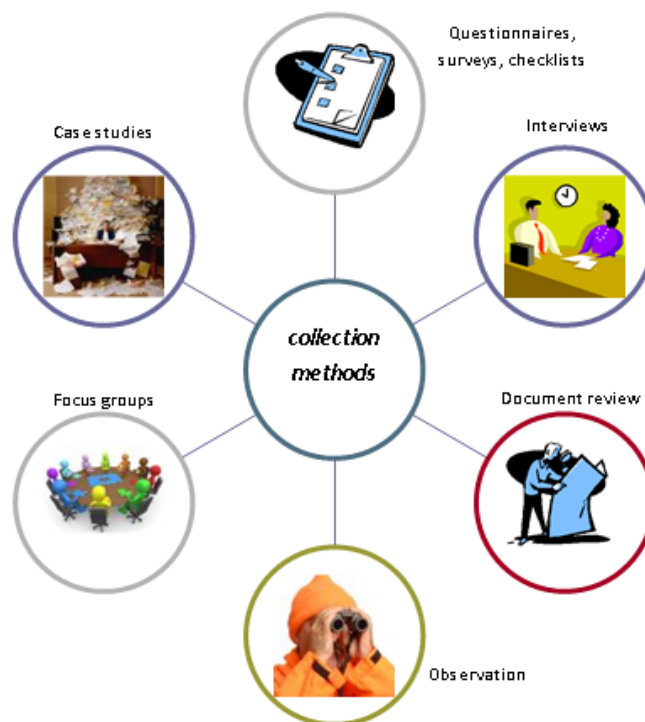 Questionnaires,
surveys, checklists
Case studies
Interviews
collection
methods
Focus groups
Document review
Observation